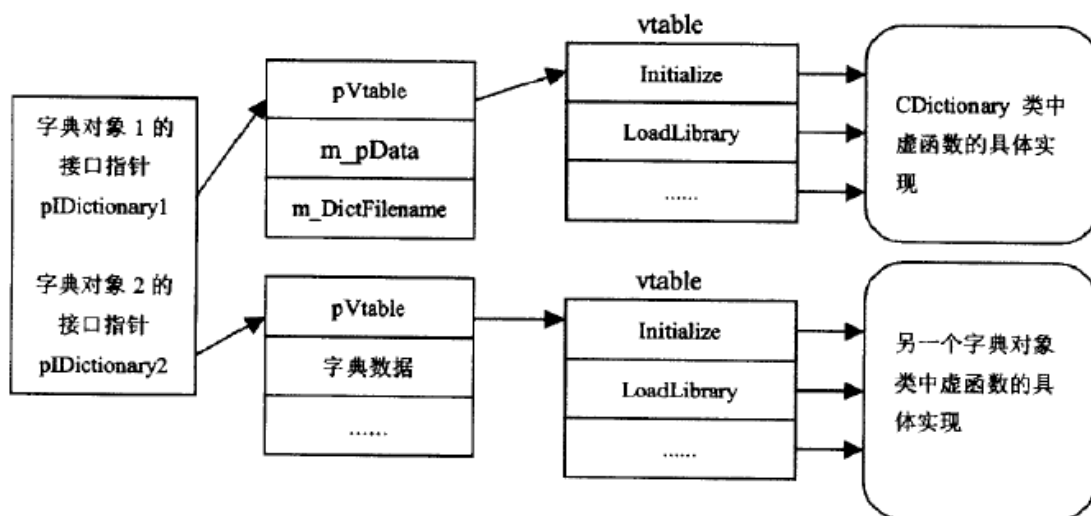 字典对象 1 的
接口指针
pIDictionary1
字典对象 2 的
接口指针
pIDictionary2
pVtable
m_pData
m_DictFilename
vtable
Initialize
LoadLibrary
......
CDictionary 类中
虚函数的具体实
现
pVtable
字典数据
......
vtable
Initialize
LoadLibrary
......
另一个字典对象
类中虚函数的具
体实现